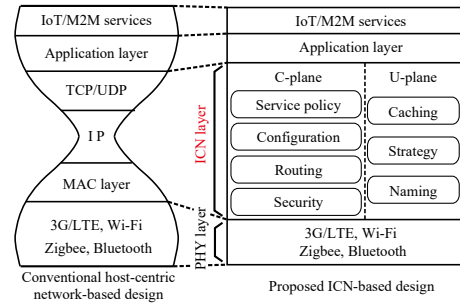 IoT/M2M services
Application layer
TCP/UDP
I P
MAC layer
3G/LTE, Wi-Fi
Zigbee, Bluetooth
Conventional host-centric
network-based design
ICN layer
PHY layer
IoT/M2M services
Application layer
C-plane
U-plane
Service policy
Configuration
Routing
Security
Caching
Strategy
Naming
3G/LTE, Wi-Fi
Zigbee, Bluetooth
Proposed ICN-based design